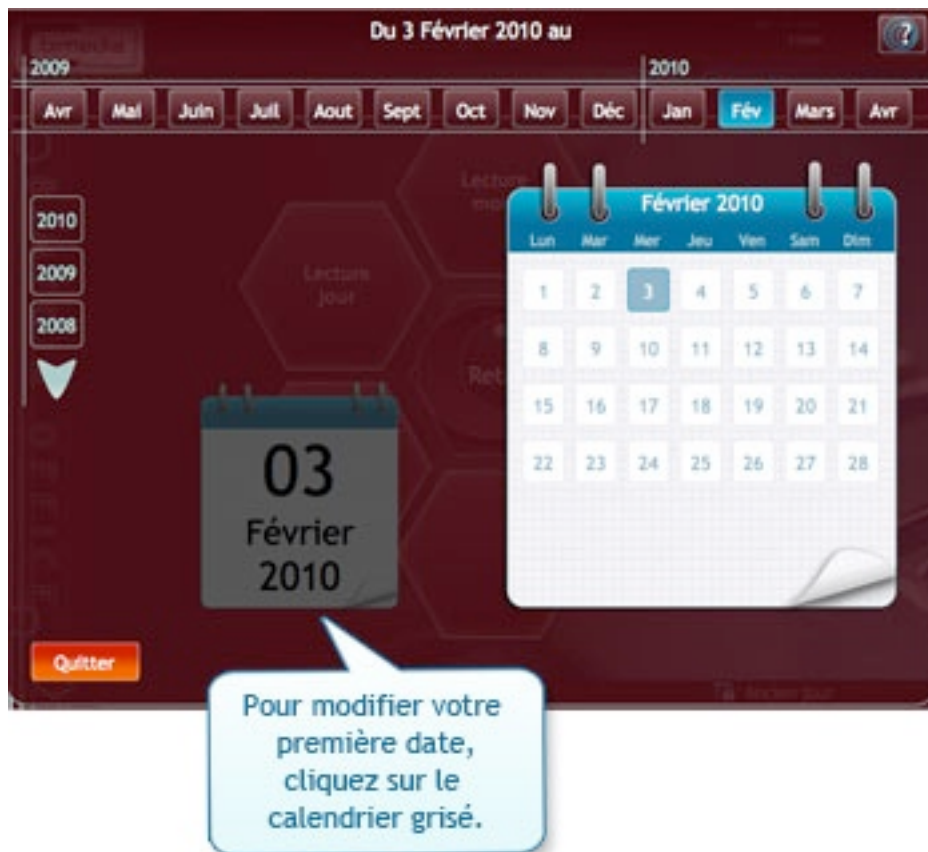 Du 3 Février 2010 au
?
2009 2010
Avr Mai Juin Juil Aout Sept Oct Nov Déc Jan Fév Mars Avr
2010
2009
2008
Lecture
jour
Lecture
Février 2010
Lun Mar Mer Jeu Ven Sam Dim
1 2 3 4 5 6 7
8 9 10 11 12 13 14
15 16 17 18 19 20 21
22 23 24 25 26 27 28
03
Février
2010
Quitter
Pour modifier votre
première date,
cliquez sur le
calendrier grisé.